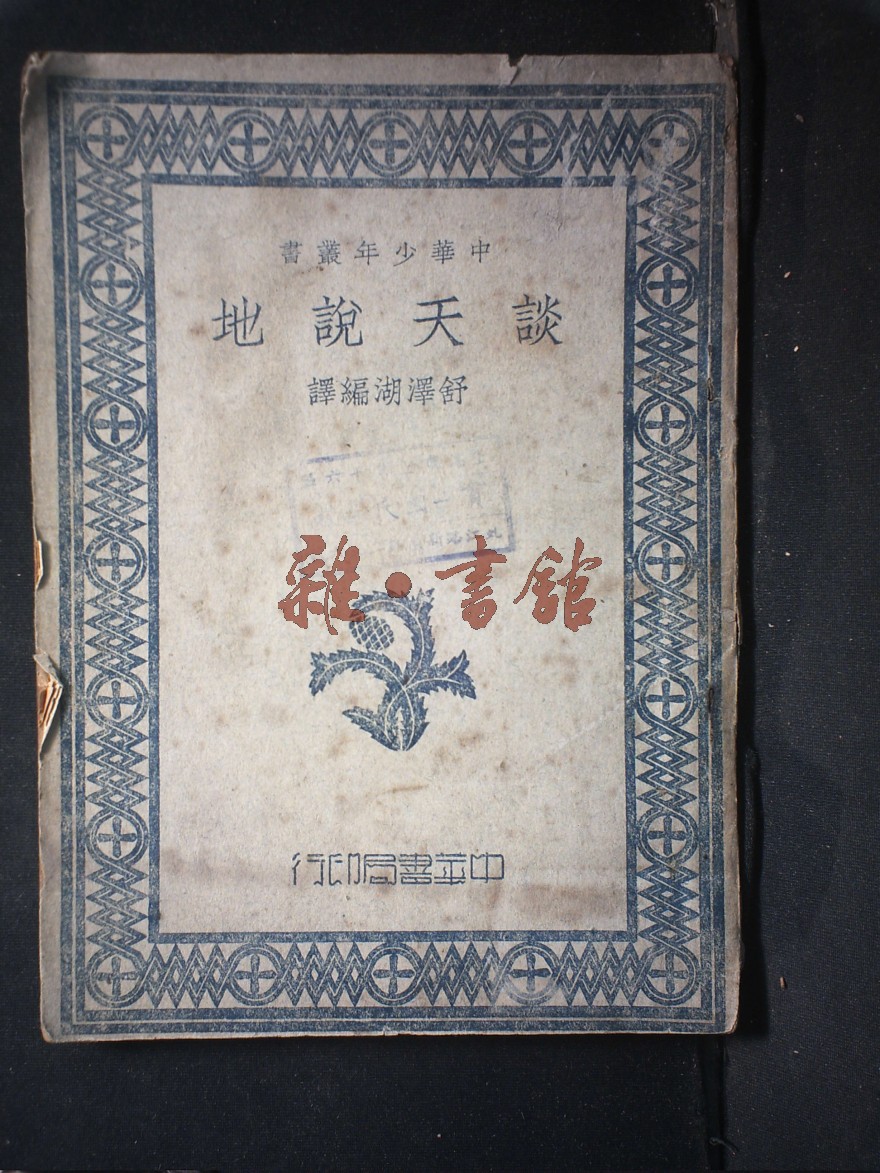 中華少年叢書
談天說地
舒澤湖編譯
雜·書館
中華書局印行